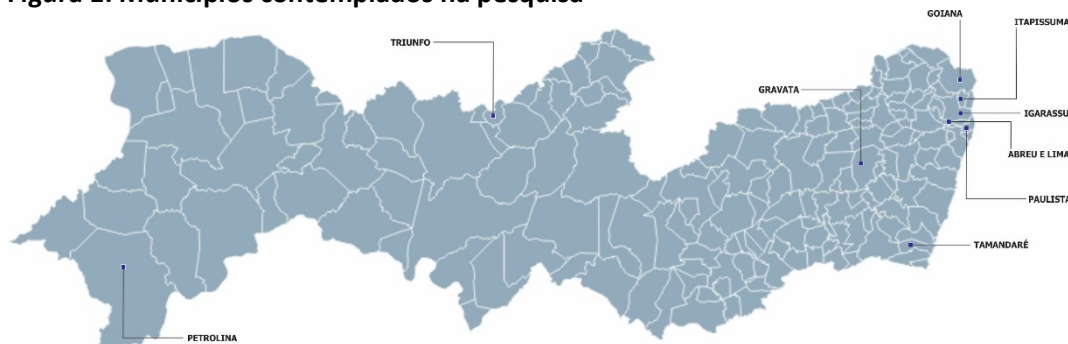 Figura 1: Municípios contemplados na pesquisa
GOIANA
ITAPISSUMA
TRIUNFO
GRAVATA
IGARASSU
ABREU E LIMA
PAULISTA
TAMANDARÉ
PETROLINA